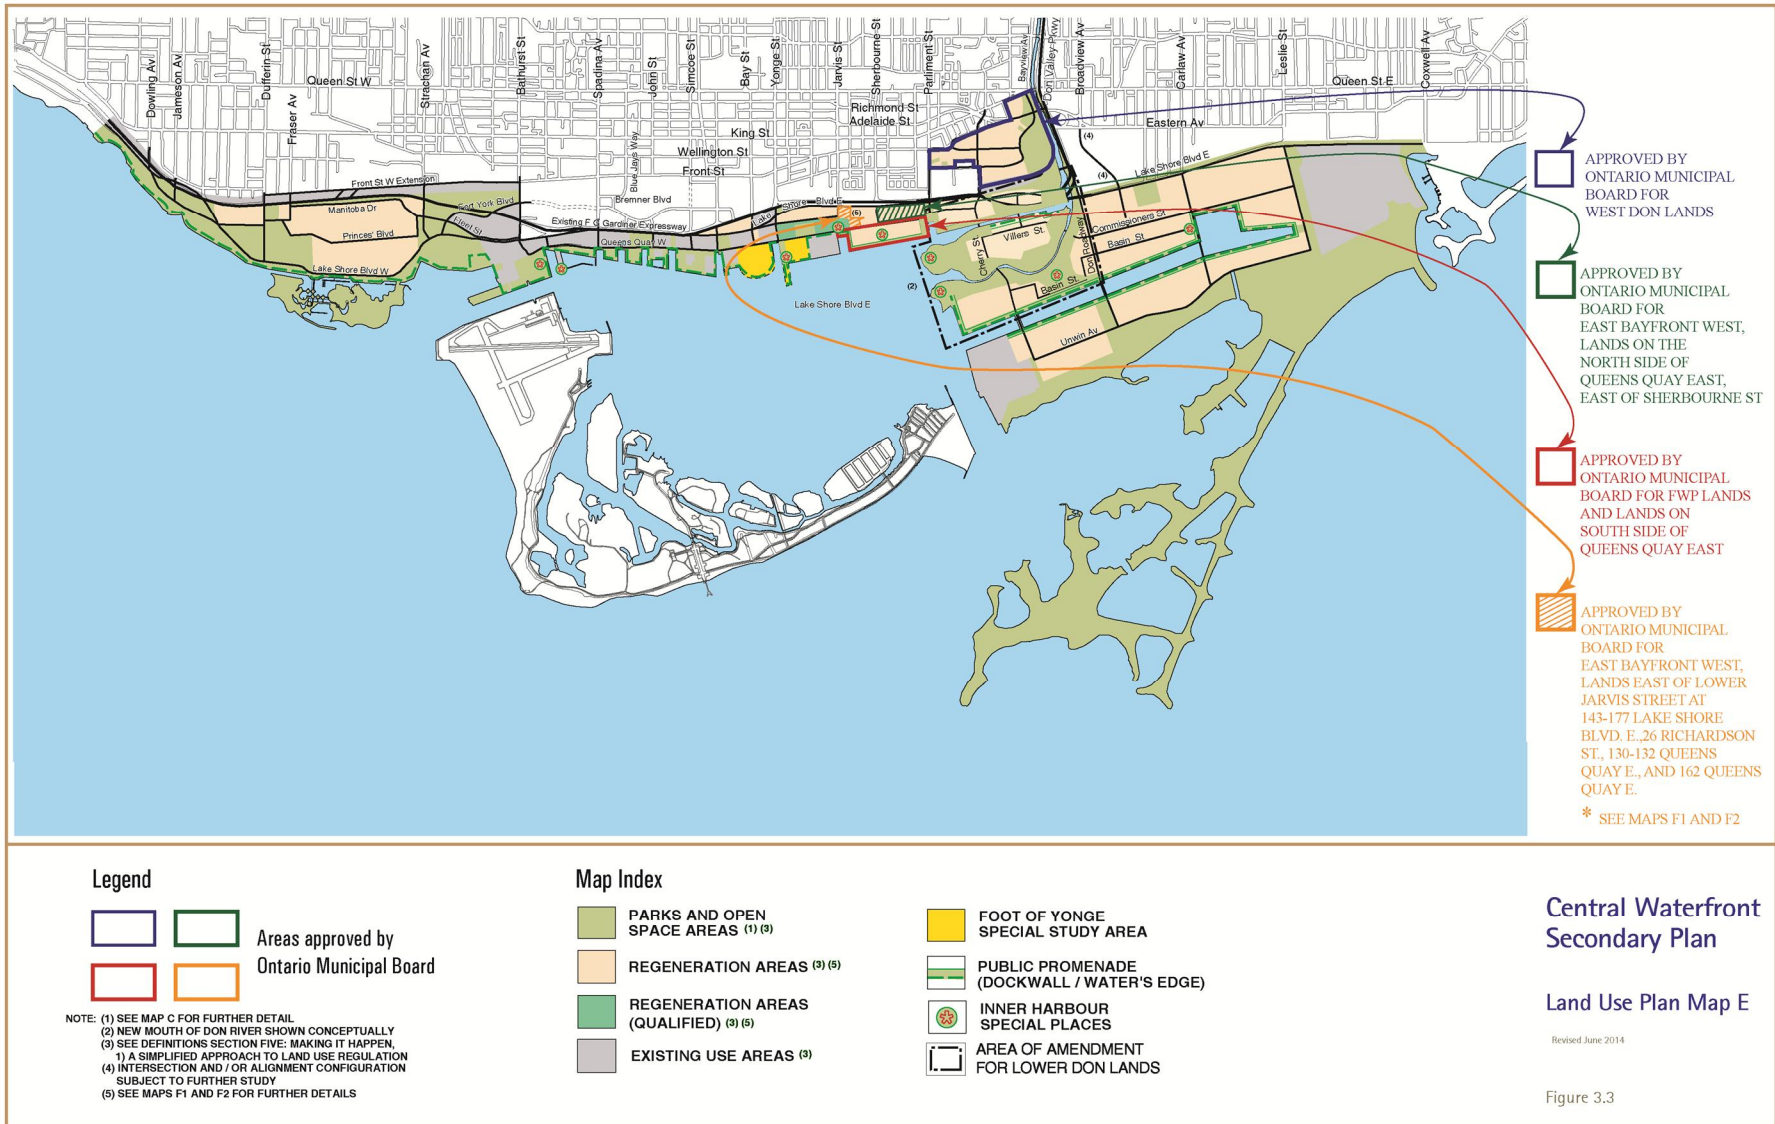 Dowling Av
Jameson Av
Dufferin St
Fraser Av
Queen St W
Strachan Av
Bathurst St
Spadina Av
John St
Simcoe St
Bay St
Yonge St
Jarvis St
Sherbourne St
Parliment St
Bayview Av
Don Valley Pkwy
Broadview Av
Carlaw Av
Leslie St
Queen St E
Coxwell Av
Richmond St
Adelaide St
King St
Wellington St
Front St
Eastern Av
Blue Jays Way
Bremner Blvd
Front St W Extension
Fort York Blvd
Manitoba Dr
Princes' Blvd
Fleet St
Lake Shore Blvd W
Existing F G Gardiner Expressway
Queens Quay W
Lake Shore Blvd E
(6)
(4)
(4)
Lake Shore Blvd E
Commissioners St
Villers St
Basin St
Cherry St
Don Roadway
Basin St
Unwin Av
(2)
Lake Shore Blvd E
APPROVED BY
ONTARIO MUNICIPAL
BOARD FOR
WEST DON LANDS
APPROVED BY
ONTARIO MUNICIPAL
BOARD FOR
EAST BAYFRONT WEST,
LANDS ON THE
NORTH SIDE OF
QUEENS QUAY EAST,
EAST OF SHERBOURNE ST
APPROVED BY
ONTARIO MUNICIPAL
BOARD FOR FWP LANDS
AND LANDS ON
SOUTH SIDE OF
QUEENS QUAY EAST
APPROVED BY
ONTARIO MUNICIPAL
BOARD FOR
EAST BAYFRONT WEST,
LANDS EAST OF LOWER
JARVIS STREET AT
143-177 LAKE SHORE
BLVD. E.,26 RICHARDSON
ST., 130-132 QUEENS
QUAY E., AND 162 QUEENS
QUAY E.
* SEE MAPS F1 AND F2
Legend
Areas approved by
Ontario Municipal Board
NOTE: (1) SEE MAP C FOR FURTHER DETAIL
(2) NEW MOUTH OF DON RIVER SHOWN CONCEPTUALLY
(3) SEE DEFINITIONS SECTION FIVE: MAKING IT HAPPEN,
1) A SIMPLIFIED APPROACH TO LAND USE REGULATION
(4) INTERSECTION AND / OR ALIGNMENT CONFIGURATION
SUBJECT TO FURTHER STUDY
(5) SEE MAPS F1 AND F2 FOR FURTHER DETAILS
Map Index
PARKS AND OPEN
SPACE AREAS (1) (3)
REGENERATION AREAS (3) (5)
REGENERATION AREAS
(QUALIFIED) (3) (5)
EXISTING USE AREAS (3)
FOOT OF YONGE
SPECIAL STUDY AREA
PUBLIC PROMENADE
(DOCKWALL / WATER'S EDGE)
INNER HARBOUR
SPECIAL PLACES
AREA OF AMENDMENT
FOR LOWER DON LANDS
Central Waterfront
Secondary Plan
Land Use Plan Map E
Revised June 2014
Figure 3.3